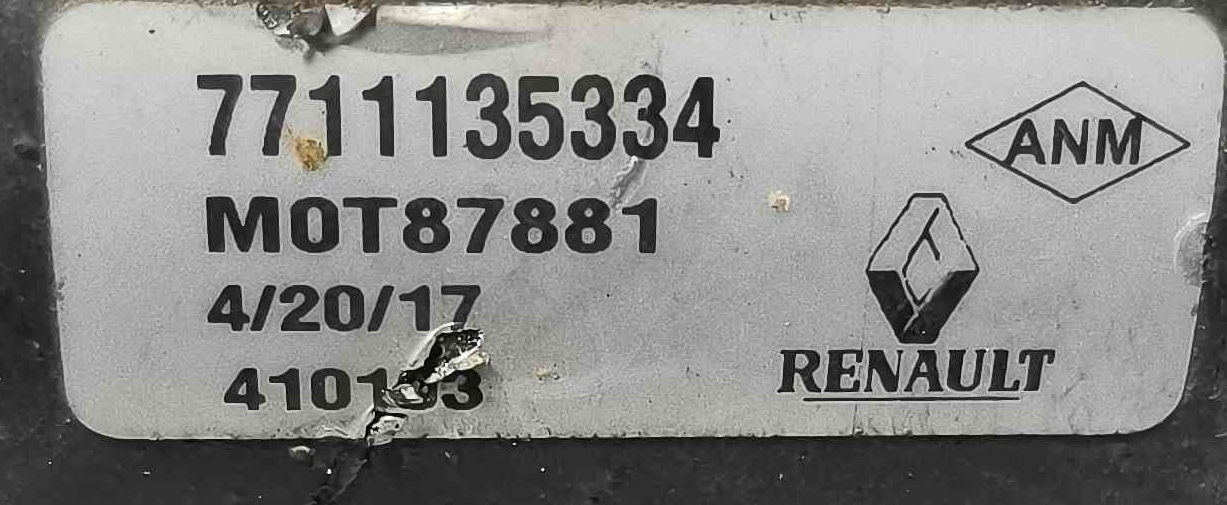 7711135334
ANM
M0T87881
4/20/17
RENAULT